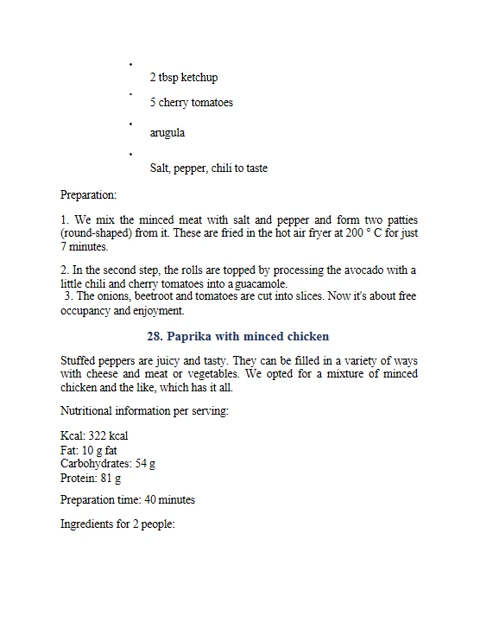 • 2 tbsp ketchup
• 5 cherry tomatoes
• arugula
• Salt, pepper, chili to taste
Preparation:
1. We mix the minced meat with salt and pepper and form two patties
(round-shaped) from it. These are fried in the hot air fryer at 200 ° C for just
7 minutes.
2. In the second step, the rolls are topped by processing the avocado with a
little chili and cherry tomatoes into a guacamole.
3. The onions, beetroot and tomatoes are cut into slices. Now it's about free
occupancy and enjoyment.
28. Paprika with minced chicken
Stuffed peppers are juicy and tasty. They can be filled in a variety of ways
with cheese and meat or vegetables. We opted for a mixture of minced
chicken and the like, which has it all.
Nutritional information per serving:
Kcal: 322 kcal
Fat: 10 g fat
Carbohydrates: 54 g
Protein: 81 g
Preparation time: 40 minutes
Ingredients for 2 people: